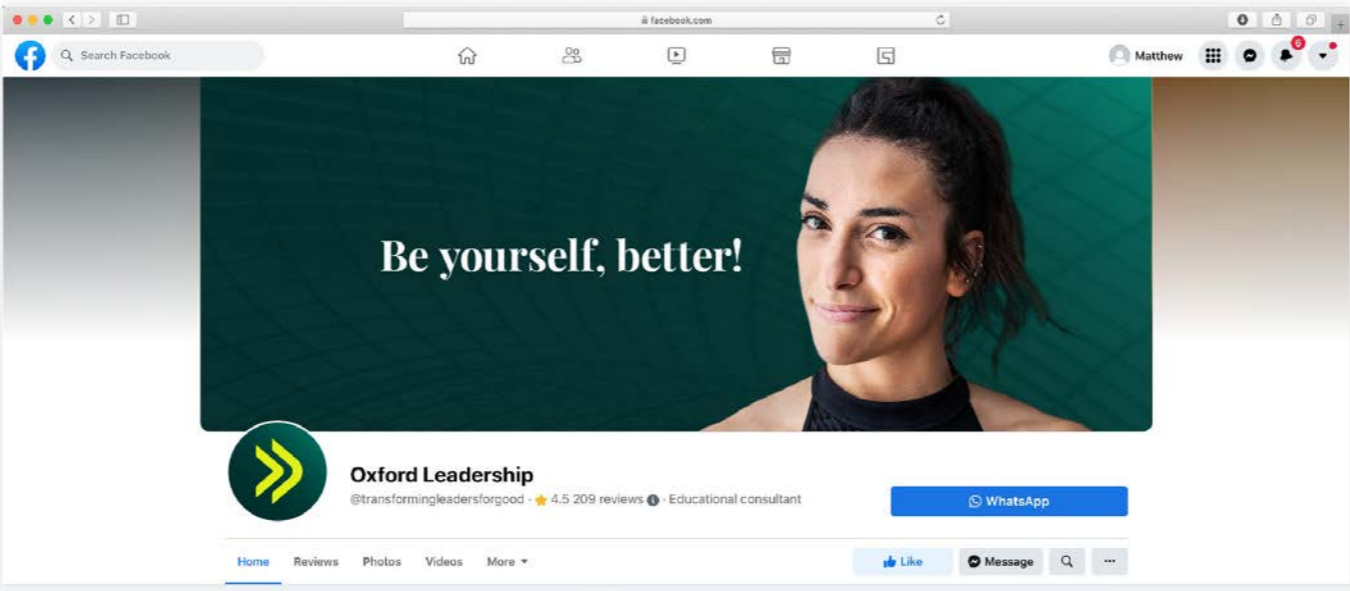 facebook.com
Search Facebook
Matthew
6
Be yourself, better!
Oxford Leadership
@transformingleadersforgood · 4.5 209 reviews · Educational consultant
WhatsApp
Home Reviews Photos Videos More
Like Message